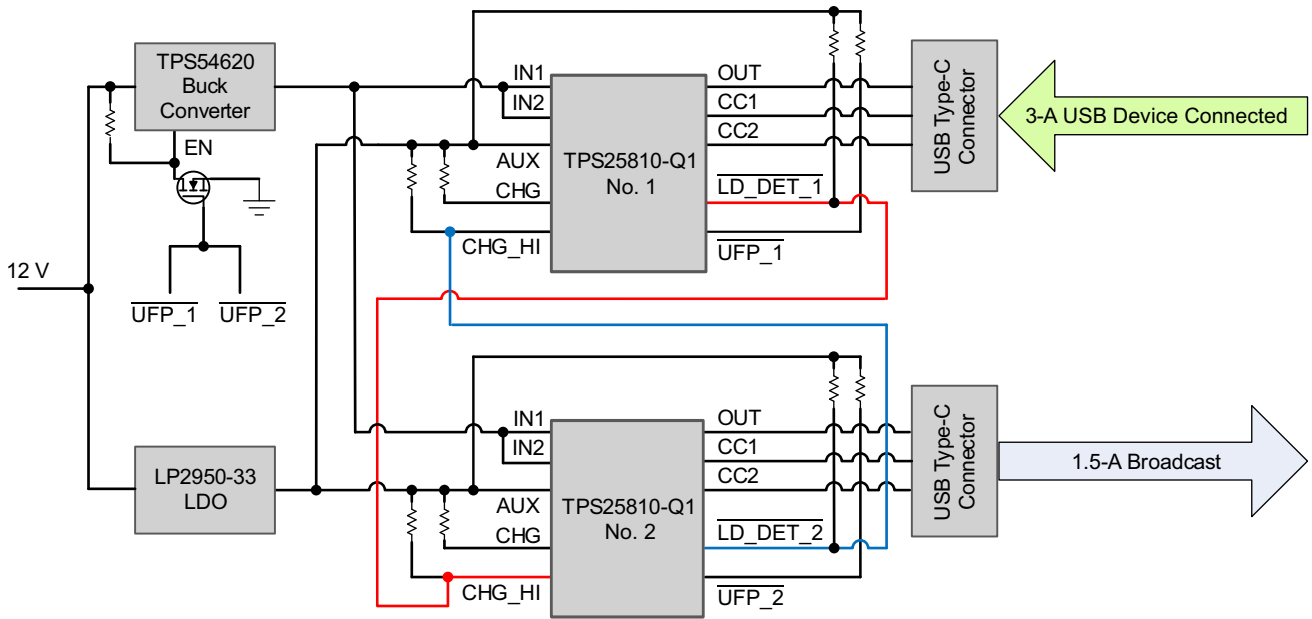 12 V
TPS54620
Buck
Converter
EN
UFP_1
UFP_2
LP2950-33
LDO
IN1
IN2
AUX
CHG
CHG_HI
TPS25810-Q1
No. 1
OUT
CC1
CC2
LD_DET_1
UFP_1
USB Type-C
Connector
3-A USB Device Connected
IN1
IN2
AUX
CHG
CHG_HI
TPS25810-Q1
No. 2
OUT
CC1
CC2
LD_DET_2
UFP_2
USB Type-C
Connector
1.5-A Broadcast